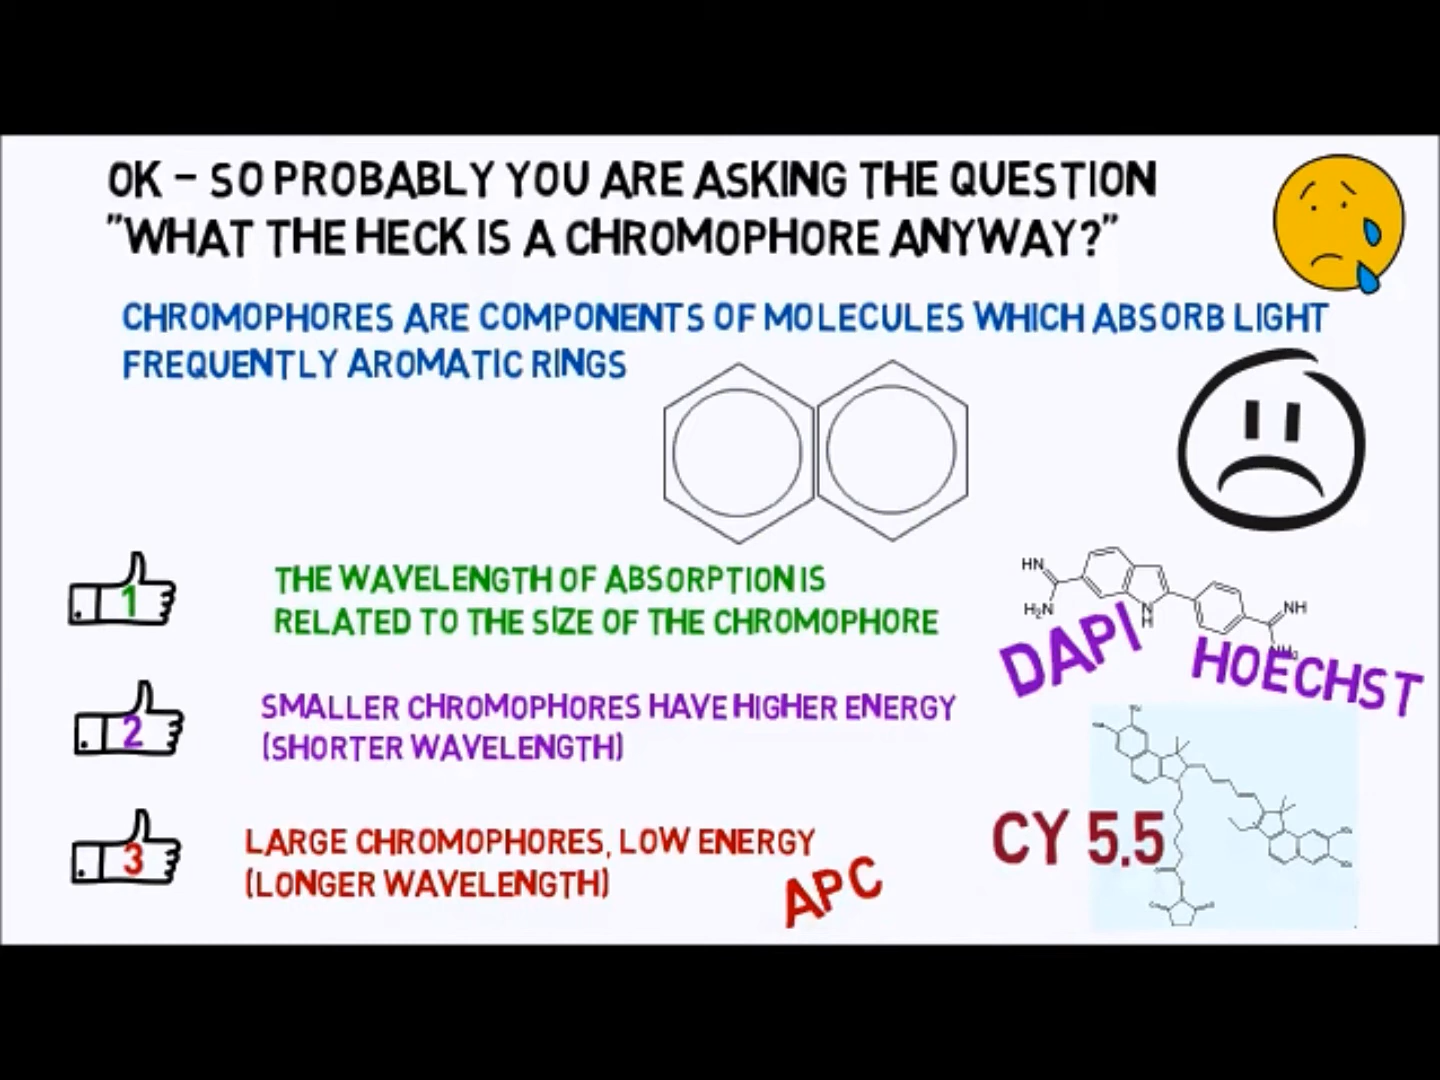 OK - SO PROBABLY YOU ARE ASKING THE QUESTION
"WHAT THE HECK IS A CHROMOPHORE ANYWAY?"
CHROMOPHORES ARE COMPONENTS OF MOLECULES WHICH ABSORB LIGHT
FREQUENTLY AROMATIC RINGS
1
THE WAVELENGTH OF ABSORPTION IS
RELATED TO THE SIZE OF THE CHROMOPHORE
HN
H₂N
N
H
NH
NH₂
DAPI
HOECHST
2
SMALLER CHROMOPHORES HAVE HIGHER ENERGY
(SHORTER WAVELENGTH)
3
LARGE CHROMOPHORES, LOW ENERGY
(LONGER WAVELENGTH)
APC
CY 5.5